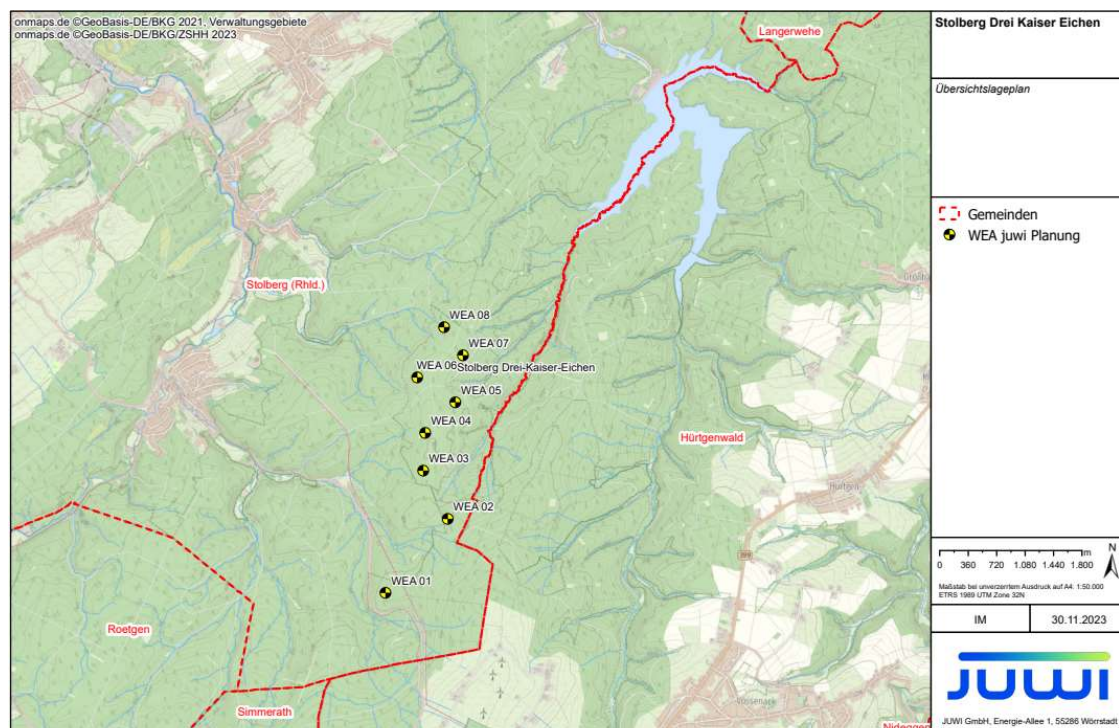 onmaps.de ©GeoBasis-DE/BKG 2021, Verwaltungsgebiete
onmaps.de ©GeoBasis-DE/BKG/ZSHH 2023
Langerwehe
Stolberg (Rhld.)
WEA 08
WEA 07
WEA 06
Stolberg Drei-Kaiser-Eichen
WEA 05
WEA 04
Hürtgenwald
WEA 03
WEA 02
WEA 01
Roetgen
Simmerath
Stolberg Drei Kaiser Eichen
Übersichtslageplan
Gemeinden
WEA juwi Planung
N
0 360 720 1.080 1.440 1.800 m
Maßstab bei unverzerrtem Ausdruck auf A4: 1:50.000
ETRS 1989 UTM Zone 32N
IM 30.11.2023
JUWI
JUWI GmbH, Energie-Allee 1, 55286 Wörrstadt